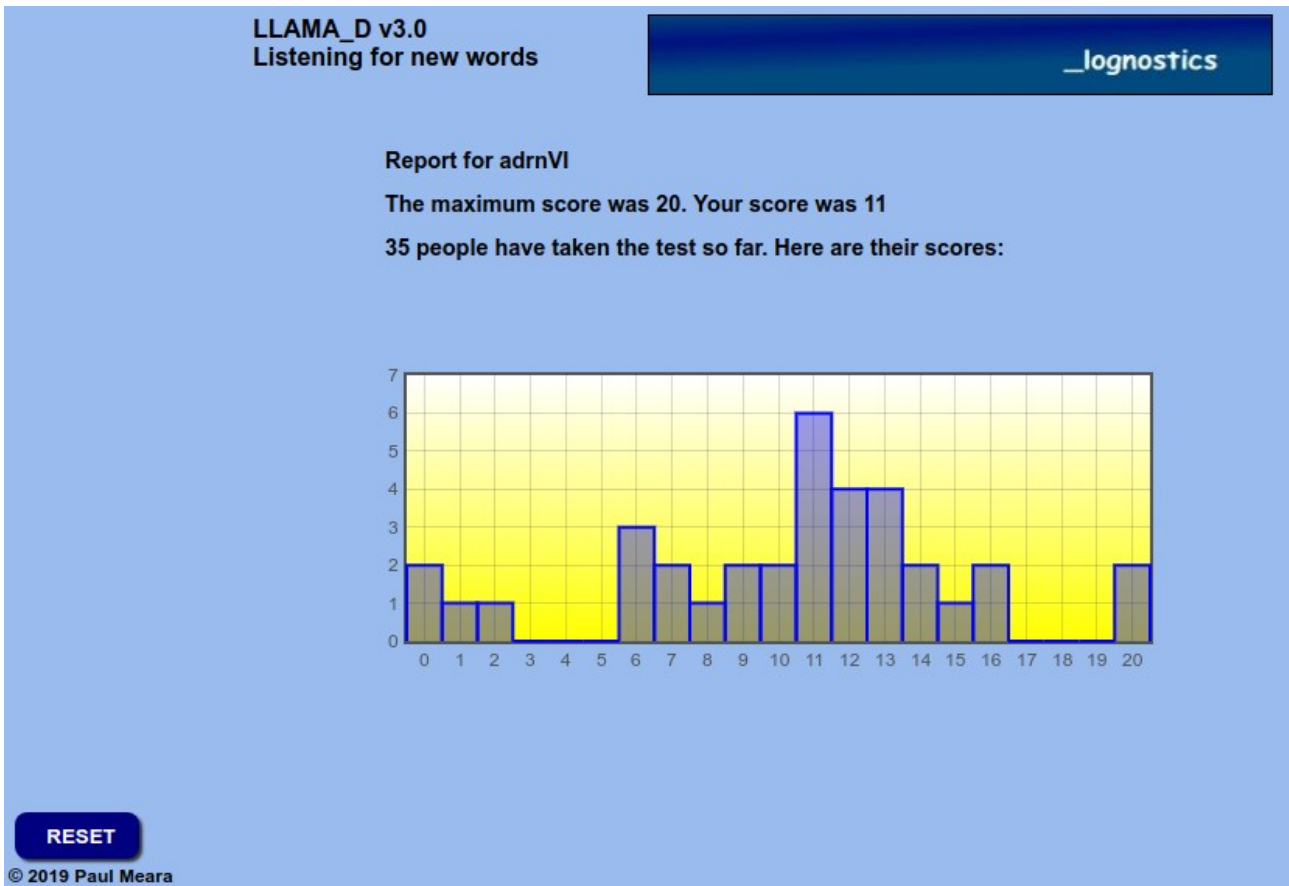 LLAMA_D v3.0
Listening for new words
_lognostics
Report for adrnVI
The maximum score was 20. Your score was 11
35 people have taken the test so far. Here are their scores:
7
6
5
4
3
2
1
0
0 1 2 3 4 5 6 7 8 9 10 11 12 13 14 15 16 17 18 19 20
RESET
© 2019 Paul Meara